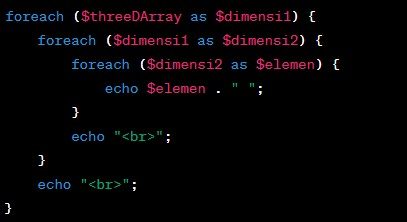 foreach ($threeDArray as $dimensi1) {
    foreach ($dimensi1 as $dimensi2) {
        foreach ($dimensi2 as $elemen) {
            echo $elemen . " ";
        }
        echo "<br>";
    }
    echo "<br>";
}